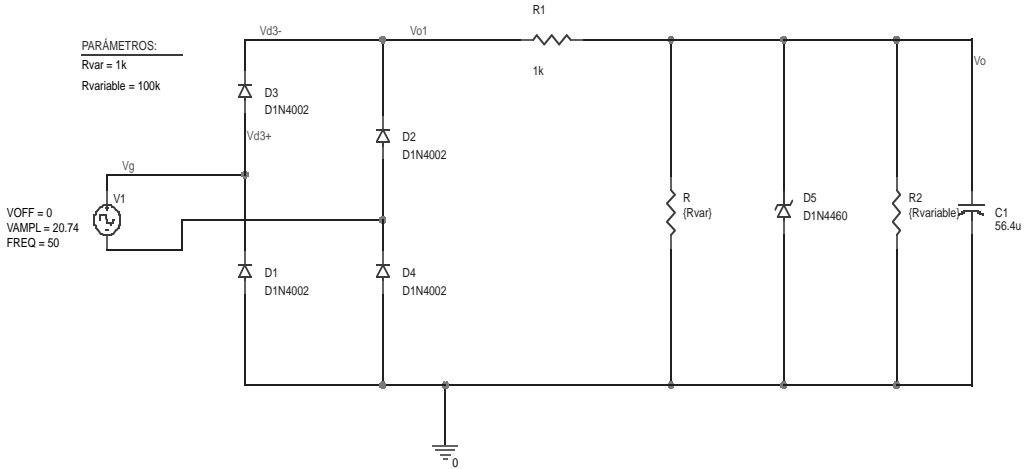 R1
Vd3-
Vo1
PARÁMETROS:
Rvar = 1k
Rvariable = 100k
1k
Vo
D3
D1N4002
Vd3+
D2
D1N4002
Vg
V1
VOFF = 0
VAMPL = 20.74
FREQ = 50
R
{Rvar}
D5
D1N4460
R2
{Rvariable}
C1
56.4u
D1
D1N4002
D4
D1N4002
0